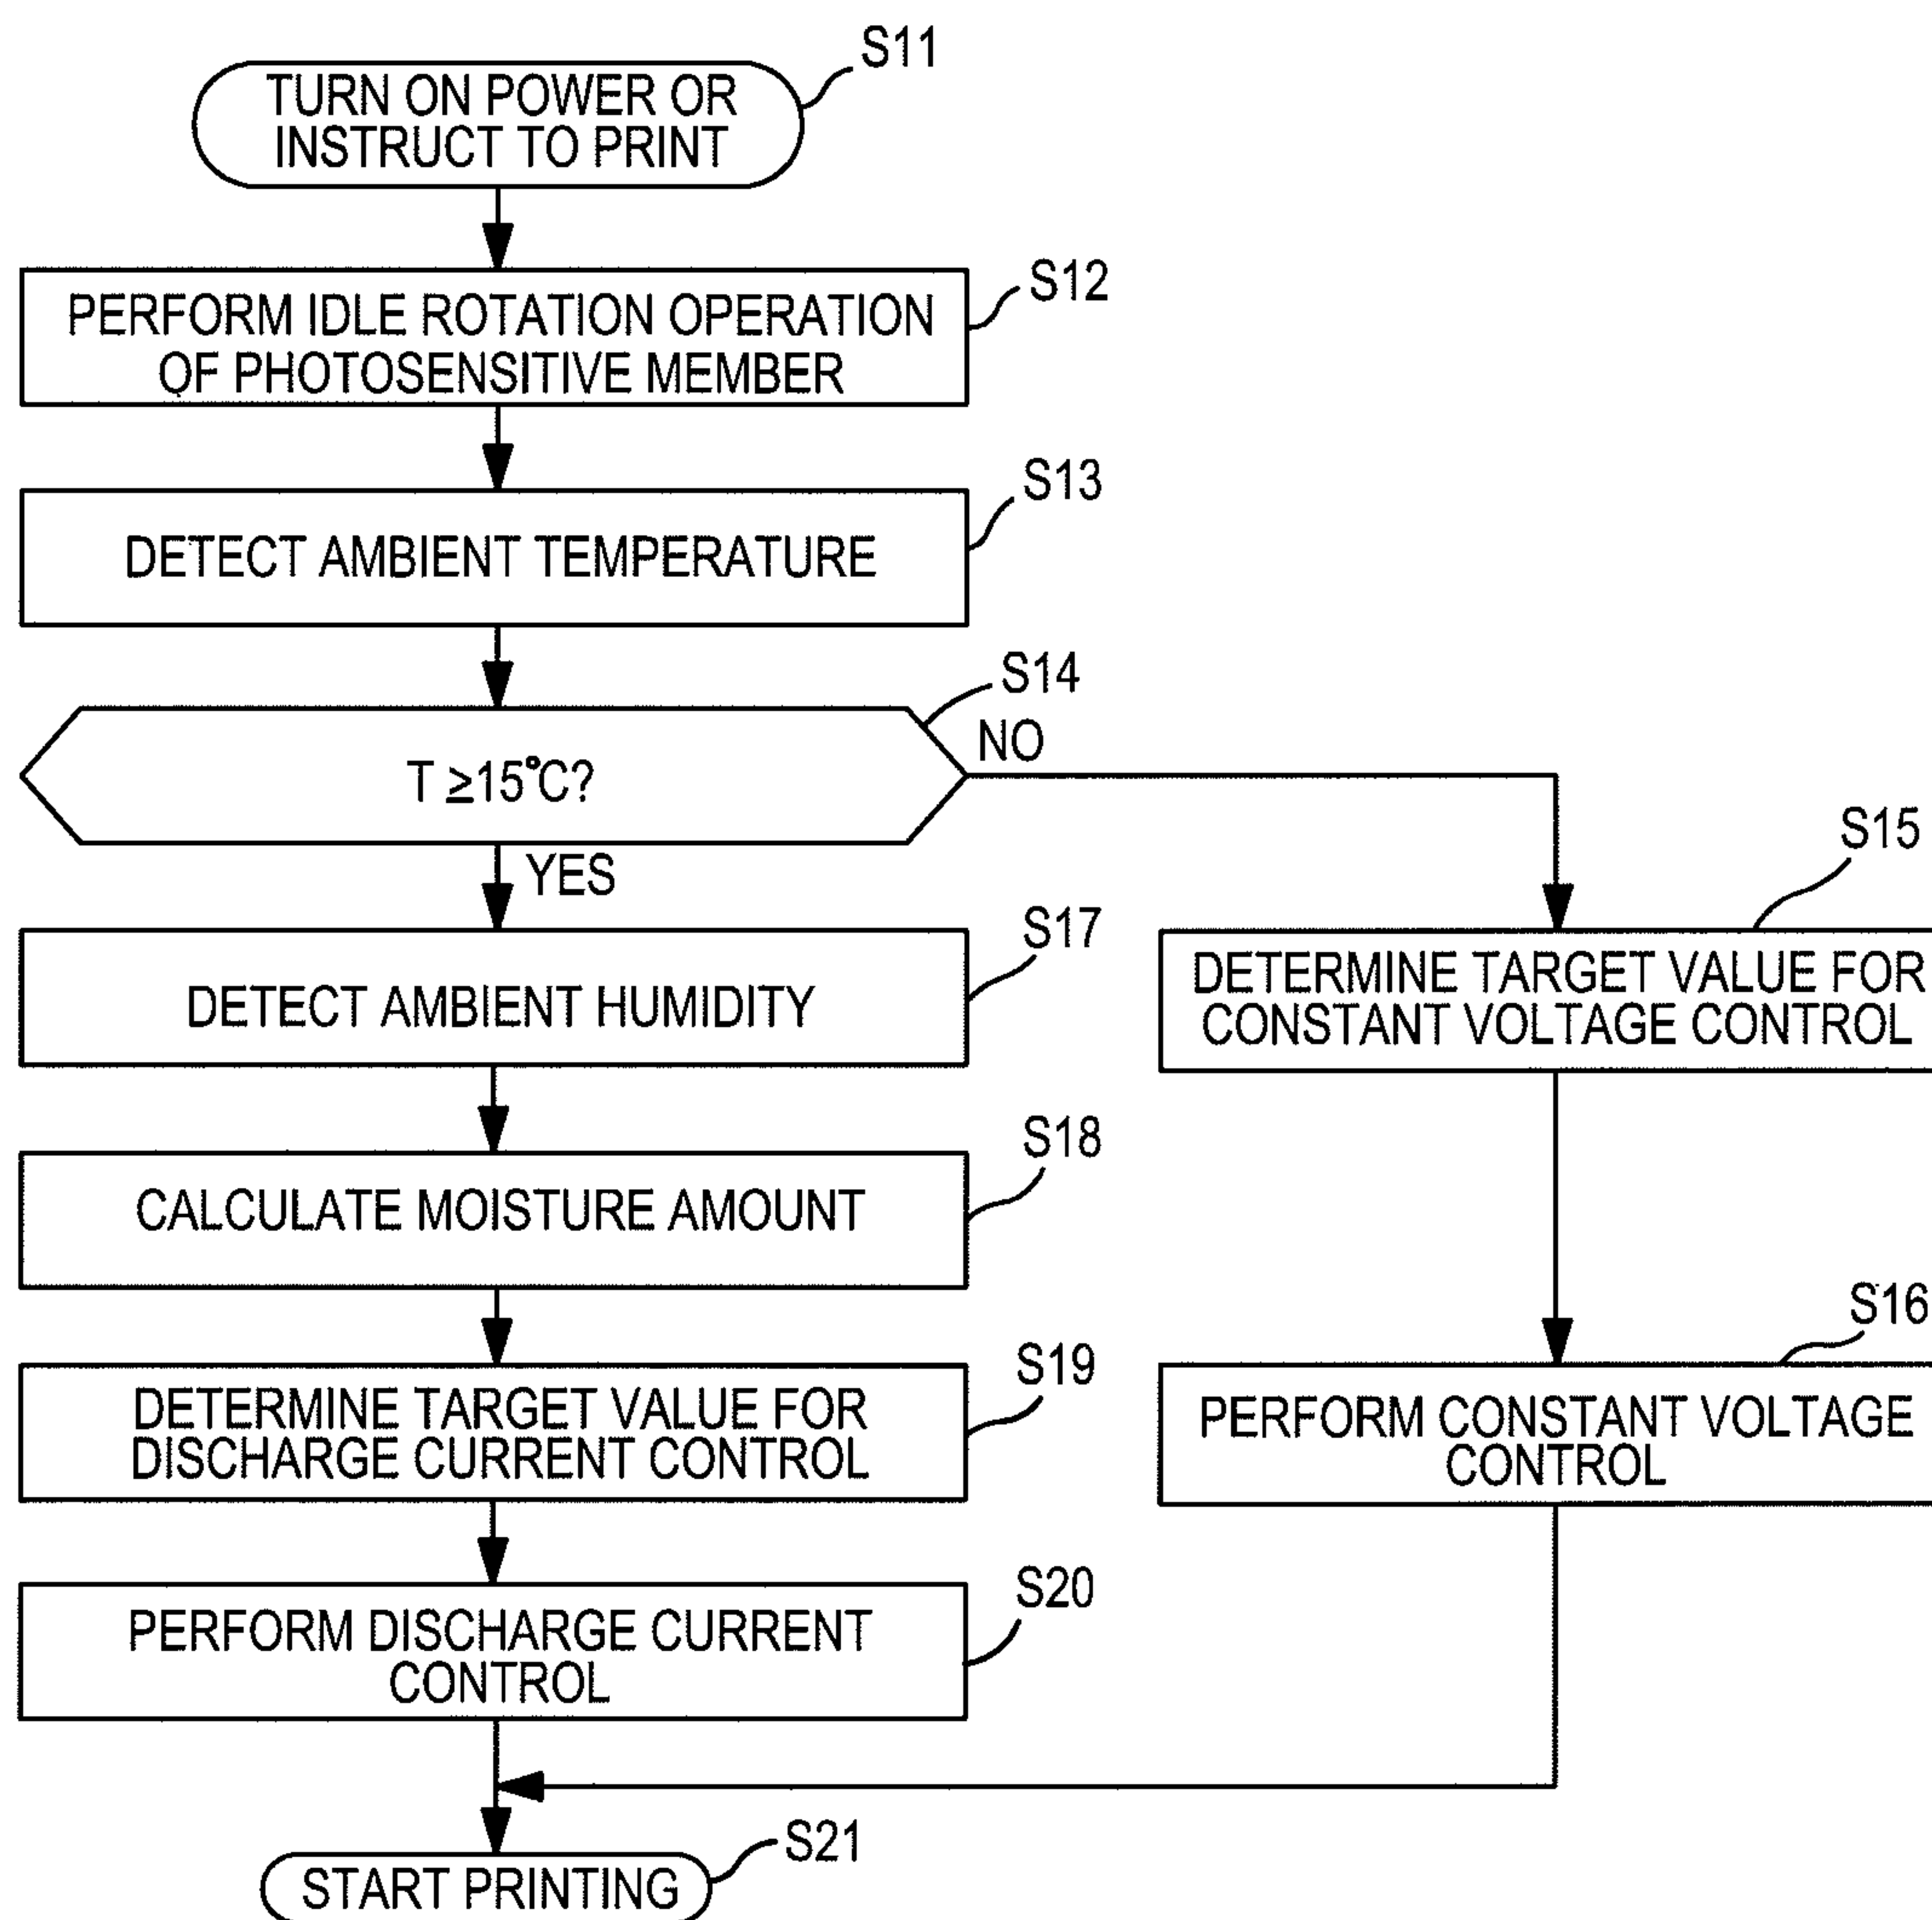 S11
TURN ON POWER OR
INSTRUCT TO PRINT
S12
PERFORM IDLE ROTATION OPERATION
OF PHOTOSENSITIVE MEMBER
S13
DETECT AMBIENT TEMPERATURE
S14
T ≥15°C?
NO
YES
S15
DETERMINE TARGET VALUE FOR
CONSTANT VOLTAGE CONTROL
S16
PERFORM CONSTANT VOLTAGE
CONTROL
S17
DETECT AMBIENT HUMIDITY
S18
CALCULATE MOISTURE AMOUNT
S19
DETERMINE TARGET VALUE FOR
DISCHARGE CURRENT CONTROL
S20
PERFORM DISCHARGE CURRENT
CONTROL
S21
START PRINTING